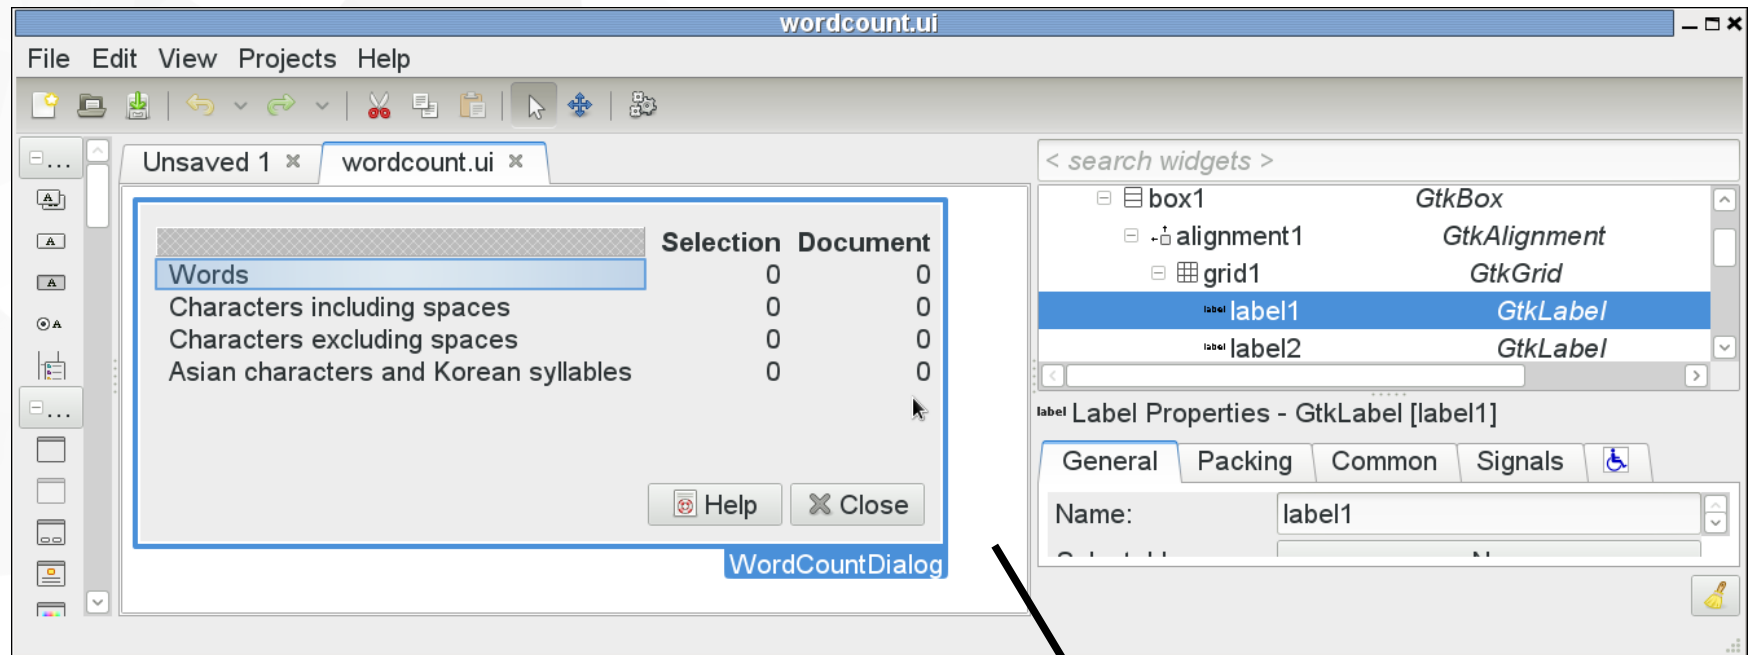 wordcount.ui
File Edit View Projects Help
Unsaved 1
wordcount.ui
< search widgets >
box1 GtkBox
alignment1 GtkAlignment
grid1 GtkGrid
label label1 GtkLabel
label label2 GtkLabel
Selection Document
Words 0 0
Characters including spaces 0 0
Characters excluding spaces 0 0
Asian characters and Korean syllables 0 0
Help Close
WordCountDialog
label Label Properties - GtkLabel [label1]
General Packing Common Signals
Name: label1